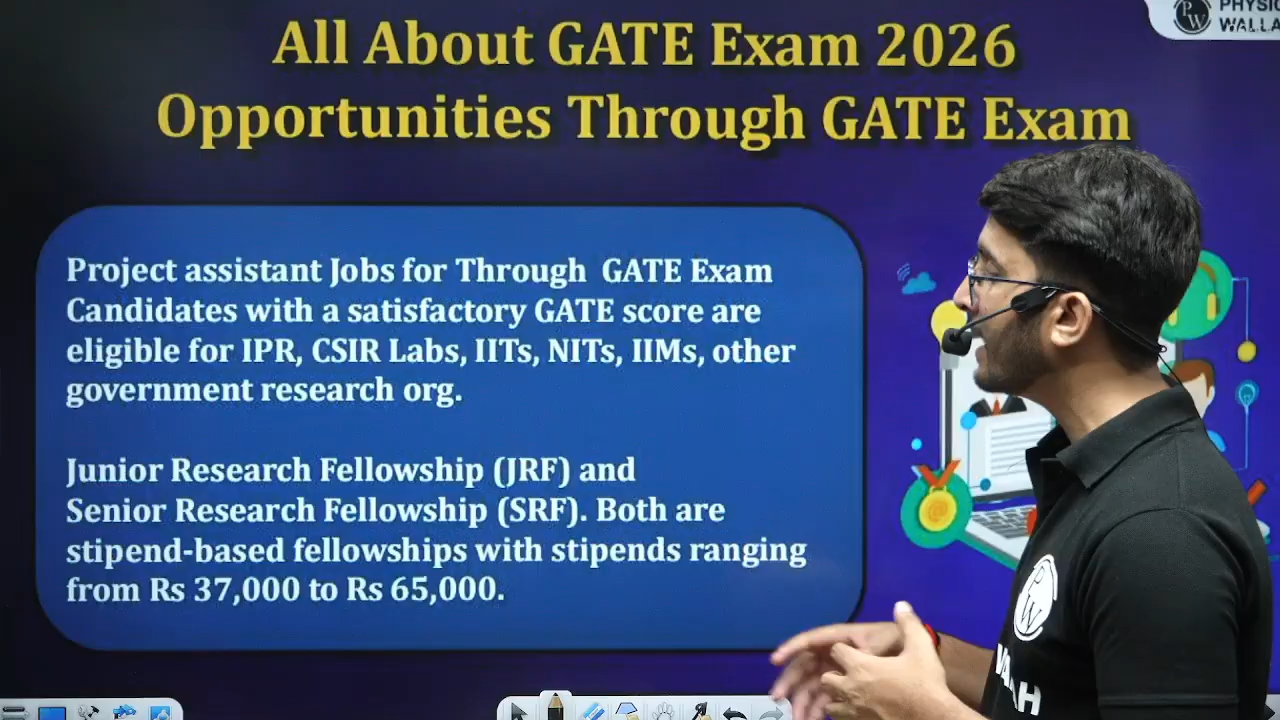 PHYSIC
WALLA
All About GATE Exam 2026
Opportunities Through GATE Exam
Project assistant Jobs for Through GATE Exam
Candidates with a satisfactory GATE score are
eligible for IPR, CSIR Labs, IITs, NITs, IIMs, other
government research org.
Junior Research Fellowship (JRF) and
Senior Research Fellowship (SRF). Both are
stipend-based fellowships with stipends ranging
from Rs 37,000 to Rs 65,000.
PW